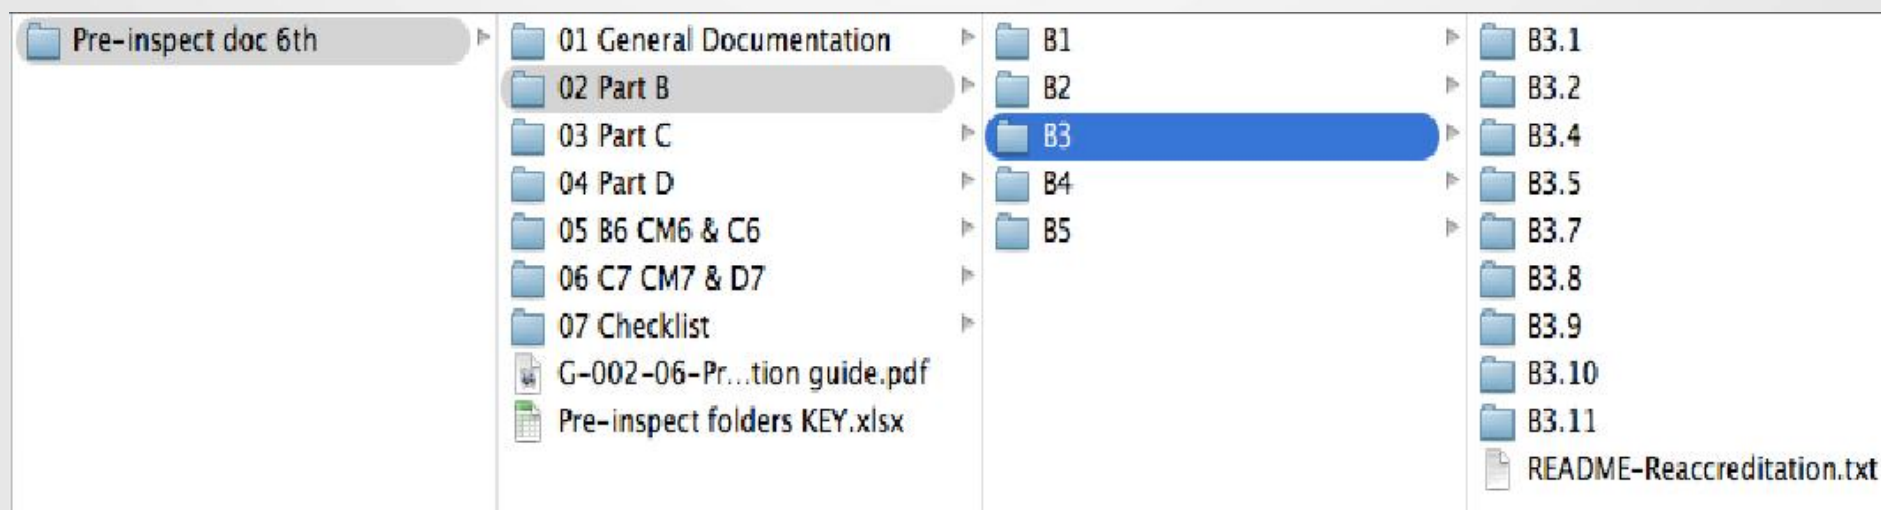 Pre-inspect doc 6th
01 General Documentation
02 Part B
03 Part C
04 Part D
05 B6 CM6 & C6
06 C7 CM7 & D7
07 Checklist
G-002-06-Pr...tion guide.pdf
Pre-inspect folders KEY.xlsx
B1
B2
B3
B4
B5
B3.1
B3.2
B3.4
B3.5
B3.7
B3.8
B3.9
B3.10
B3.11
README-Reaccreditation.txt